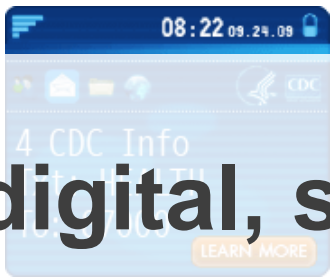 08:22 09.24.09
CDC
4 CDC Info
digital, s
LEARN MORE